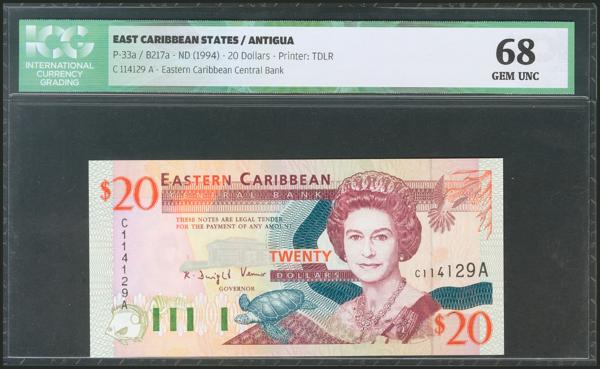 ICG
INTERNATIONAL
CURRENCY
GRADING
EAST CARIBBEAN STATES / ANTIGUA
P-33a / B217a - ND (1994) - 20 Dollars - Printer: TDLR
C 114129 A - Eastern Caribbean Central Bank
68
GEM UNC
$20
EASTERN CARIBBEAN
CENTRAL BANK
THESE NOTES ARE LEGAL TENDER
FOR THE PAYMENT OF ANY AMOUNT
TWENTY
DOLLARS
GOVERNOR
C114129A
C114129A
$20